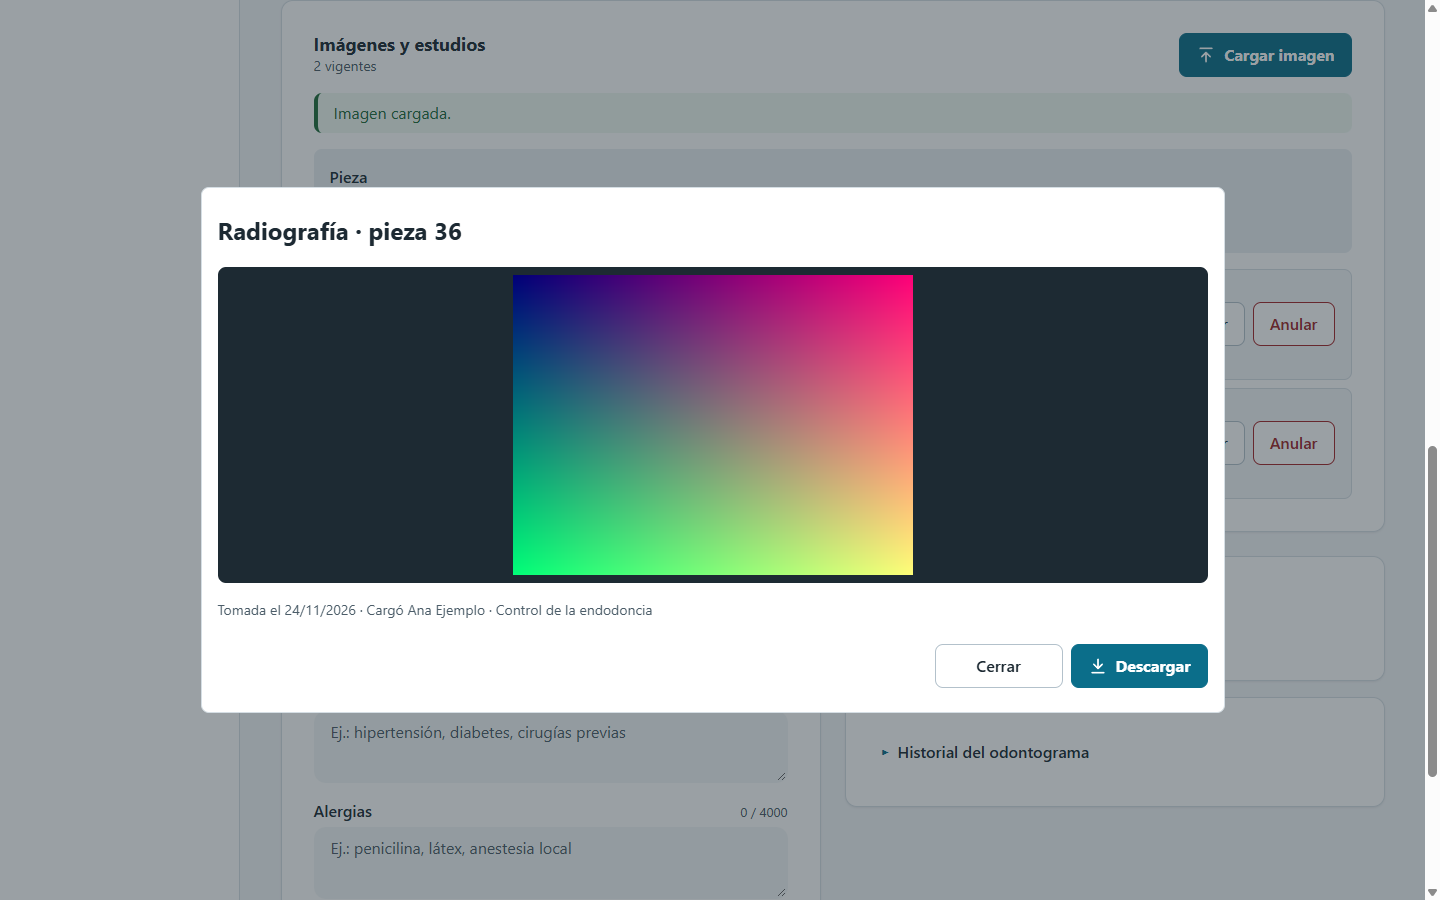 Imágenes y estudios
2 vigentes
Cargar imagen
Imagen cargada.
Pieza
Radiografía · pieza 36
Anular
Anular
Tomada el 24/11/2026 · Cargó Ana Ejemplo · Control de la endodoncia
Cerrar
Descargar
Ej.: hipertensión, diabetes, cirugías previas
Historial del odontograma
Alergias
0 / 4000
Ej.: penicilina, látex, anestesia local